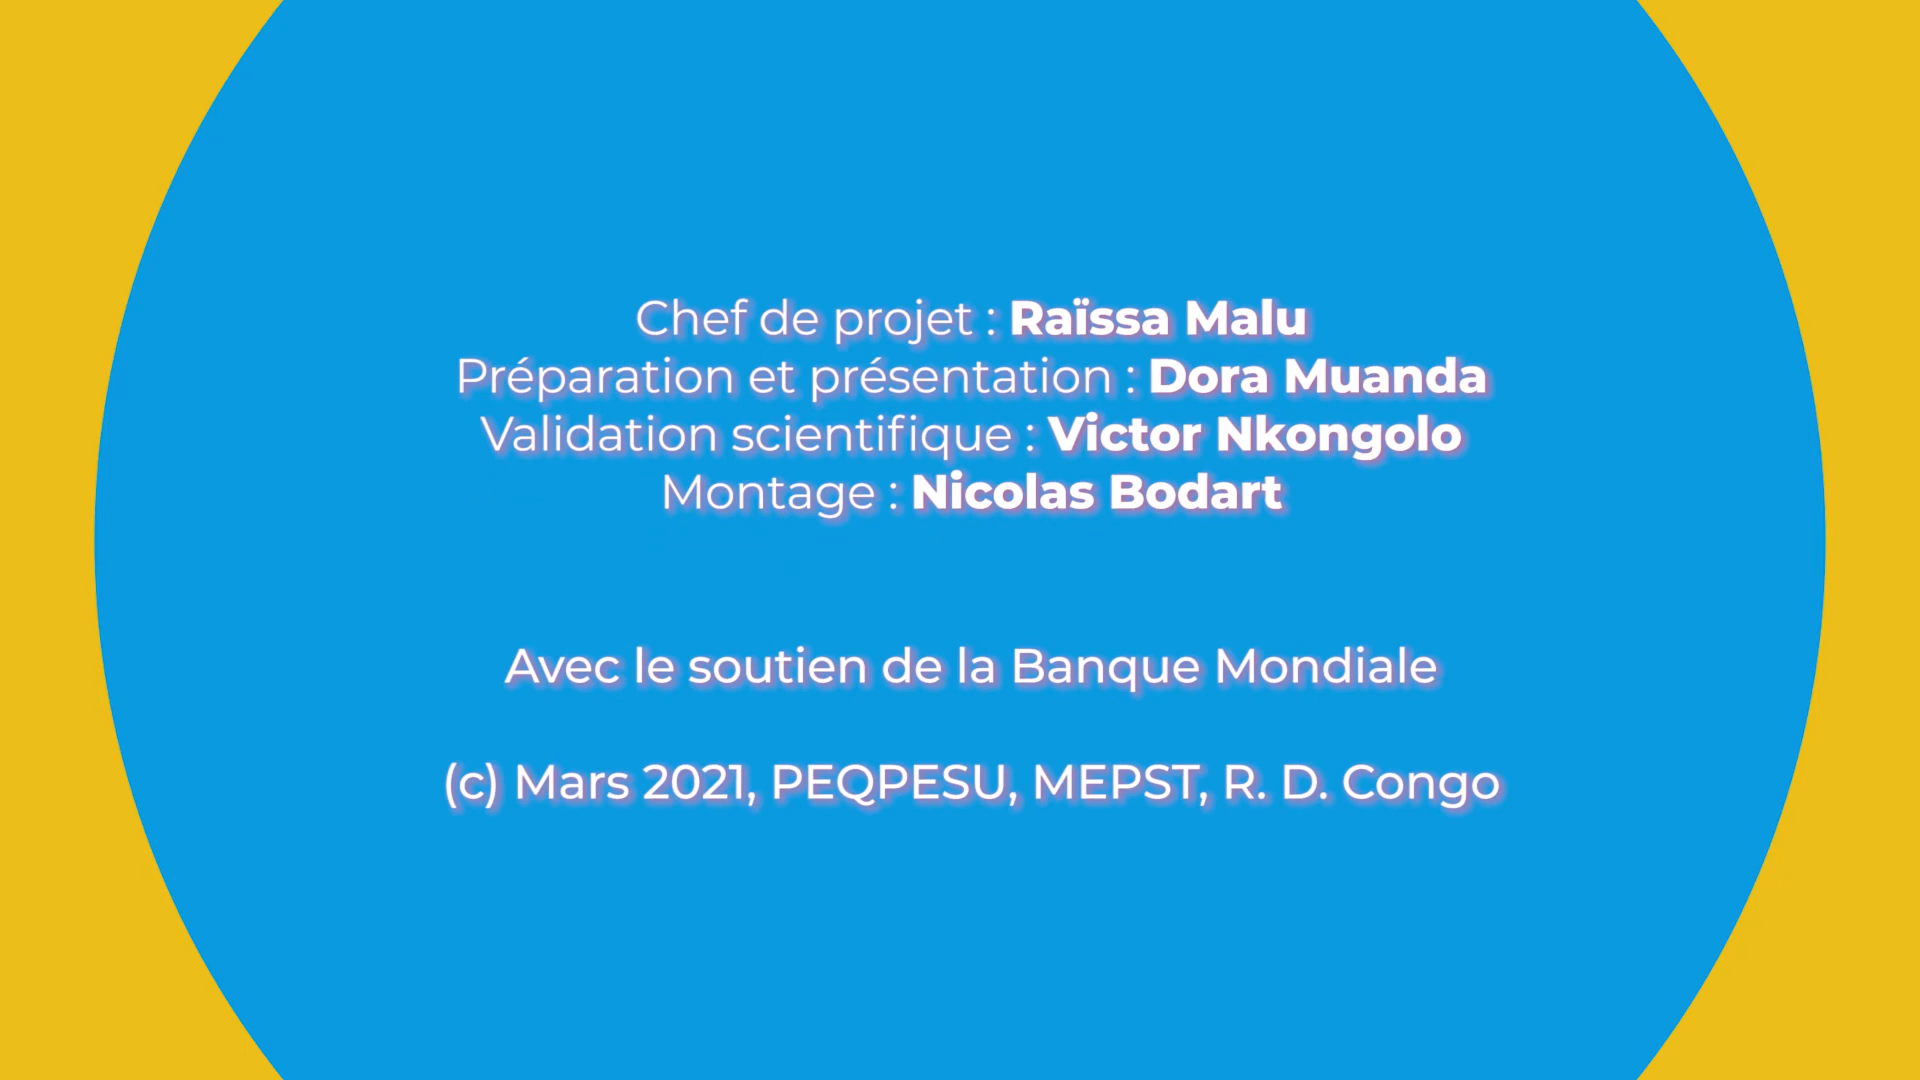 Chef de projet : Raïssa Malu
Préparation et présentation : Dora Muanda
Validation scientifique : Victor Nkongolo
Montage : Nicolas Bodart
Avec le soutien de la Banque Mondiale
(c) Mars 2021, PEQPESU, MEPST, R. D. Congo